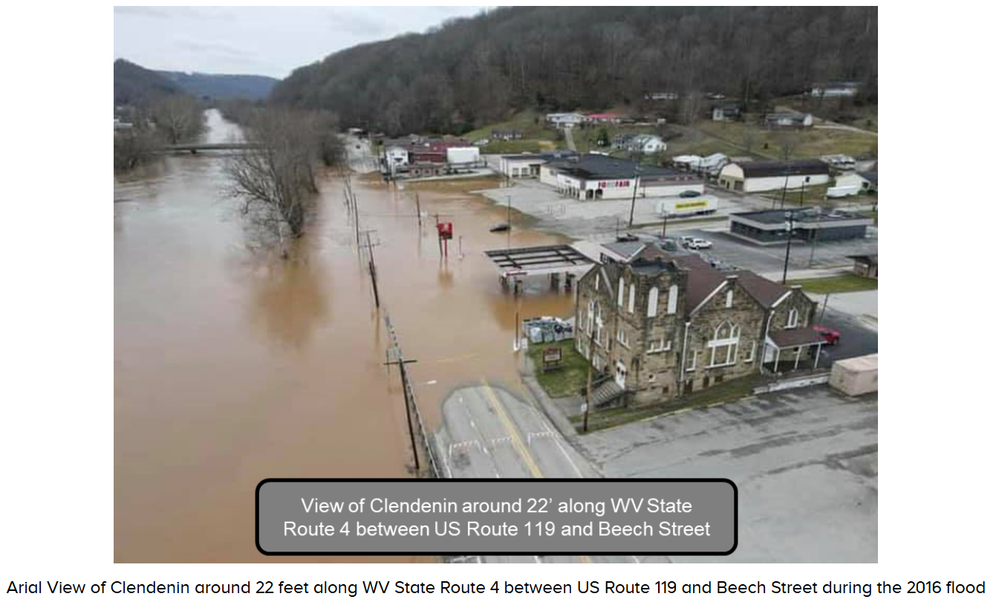 FOODFAIR
View of Clendenin around 22' along WV State
Route 4 between US Route 119 and Beech Street
Arial View of Clendenin around 22 feet along WV State Route 4 between US Route 119 and Beech Street during the 2016 flood